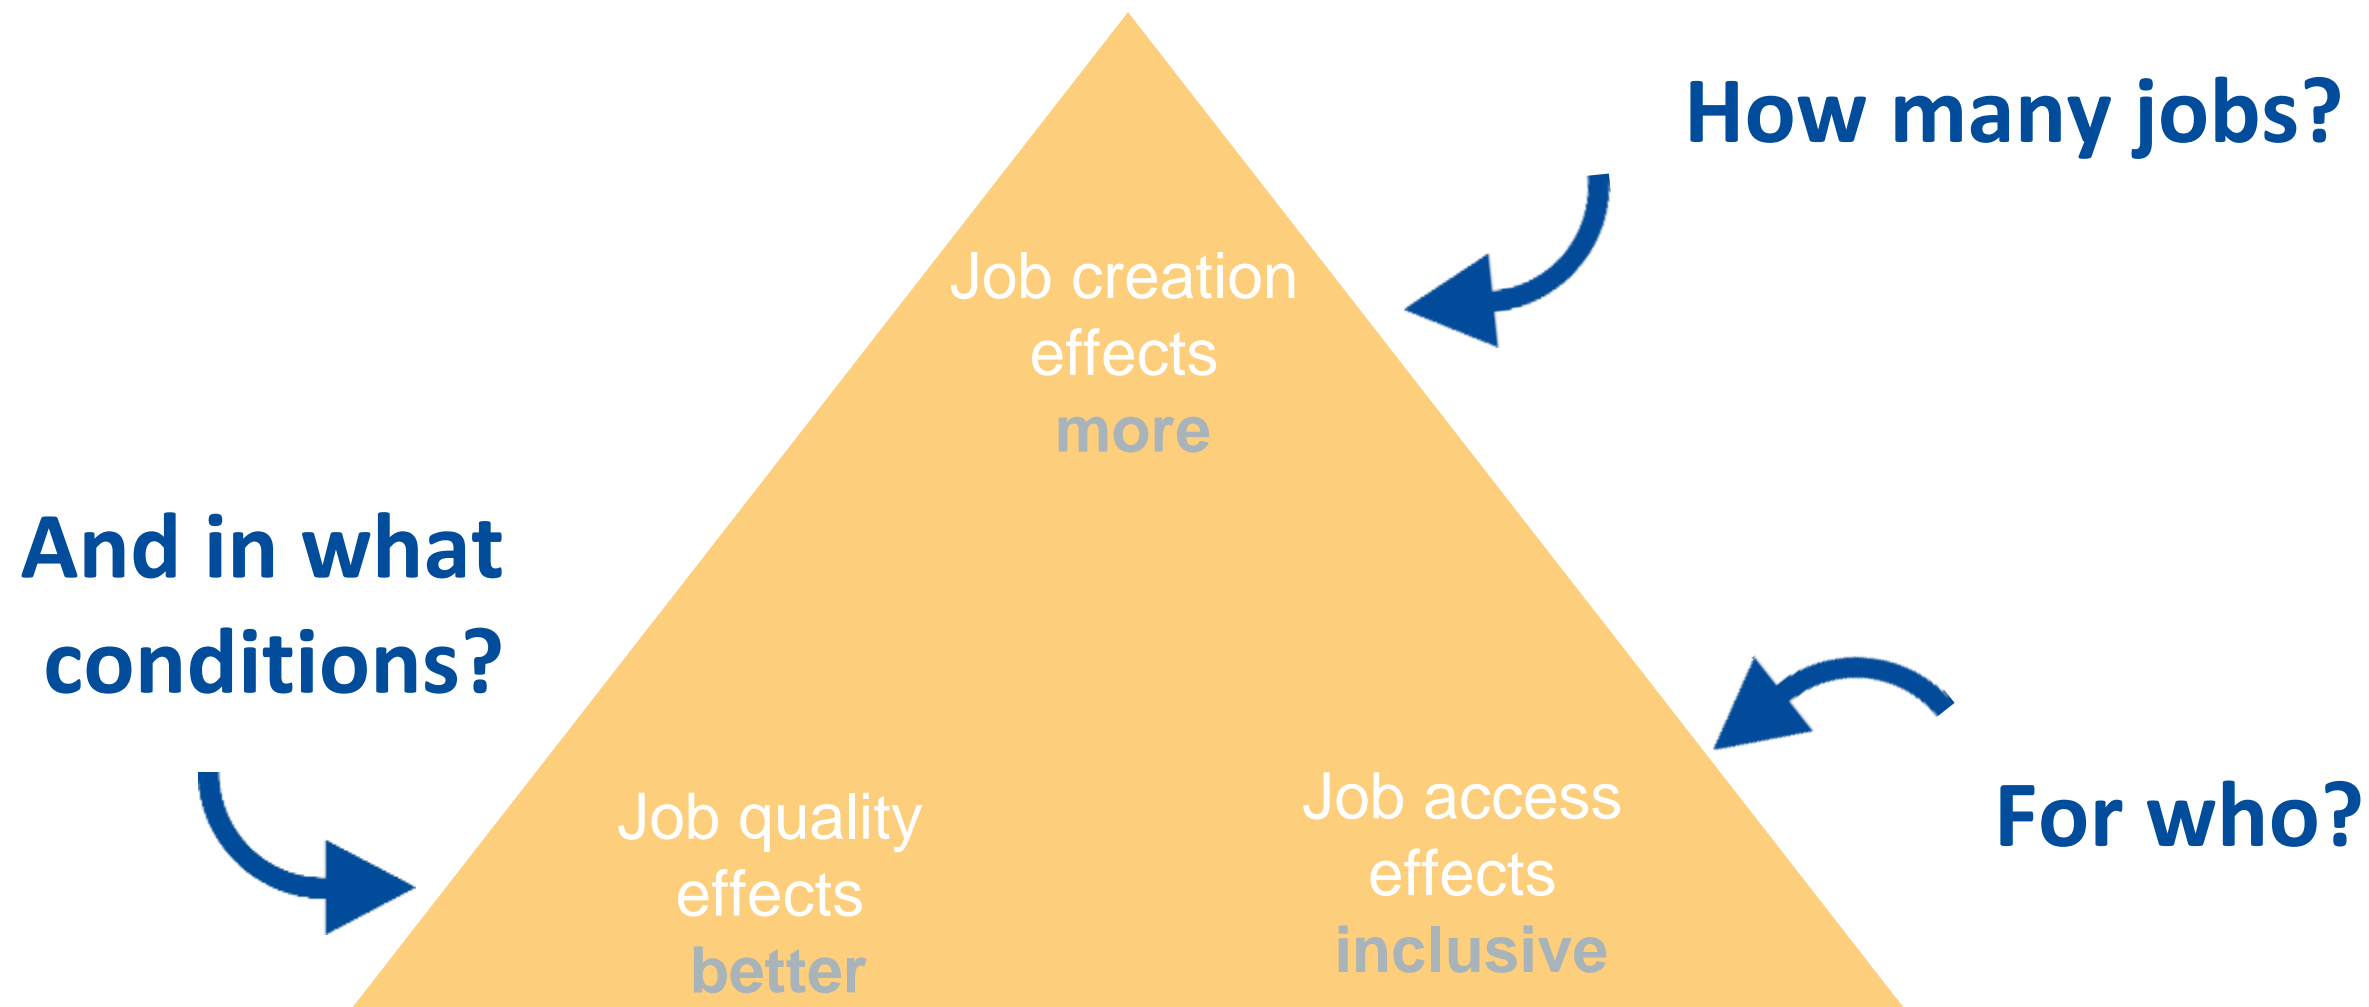 How many jobs?
Job creation
effects
more
And in what
conditions?
Job quality
effects
better
Job access
effects
inclusive
For who?